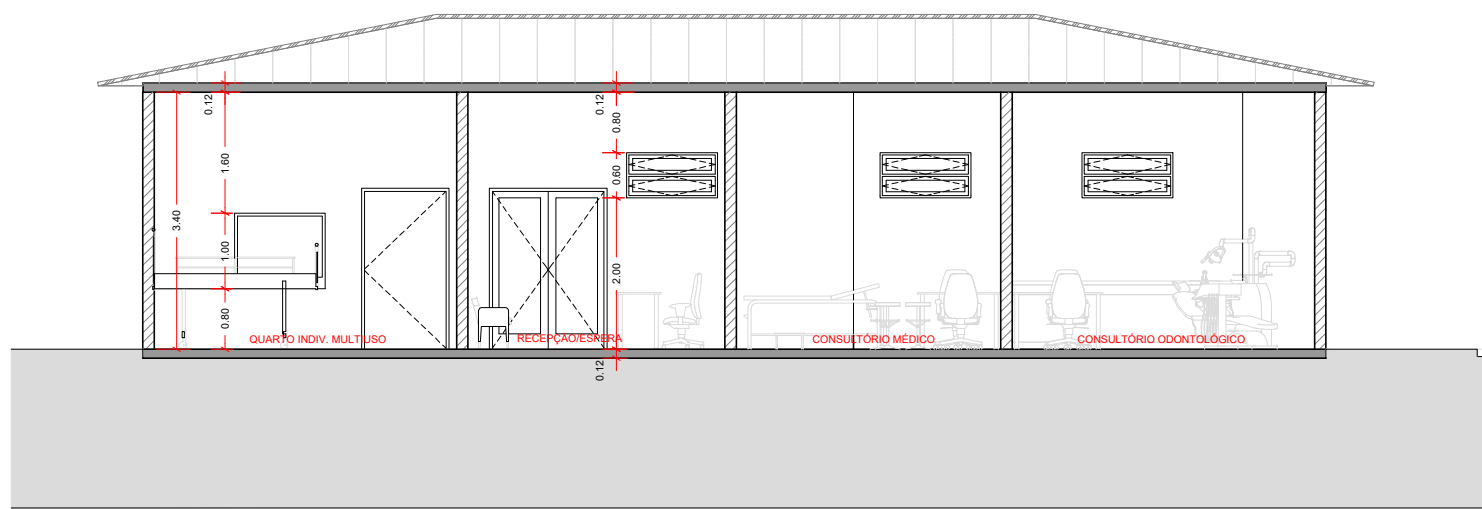 0.12
0.12
0.80
1.60
0.60
3.40
1.00
2.00
0.80
QUARTO INDIV. MULTIUSO
RECEPÇÃO/ESPERA
CONSULTÓRIO MÉDICO
CONSULTÓRIO ODONTOLÓGICO
0.12